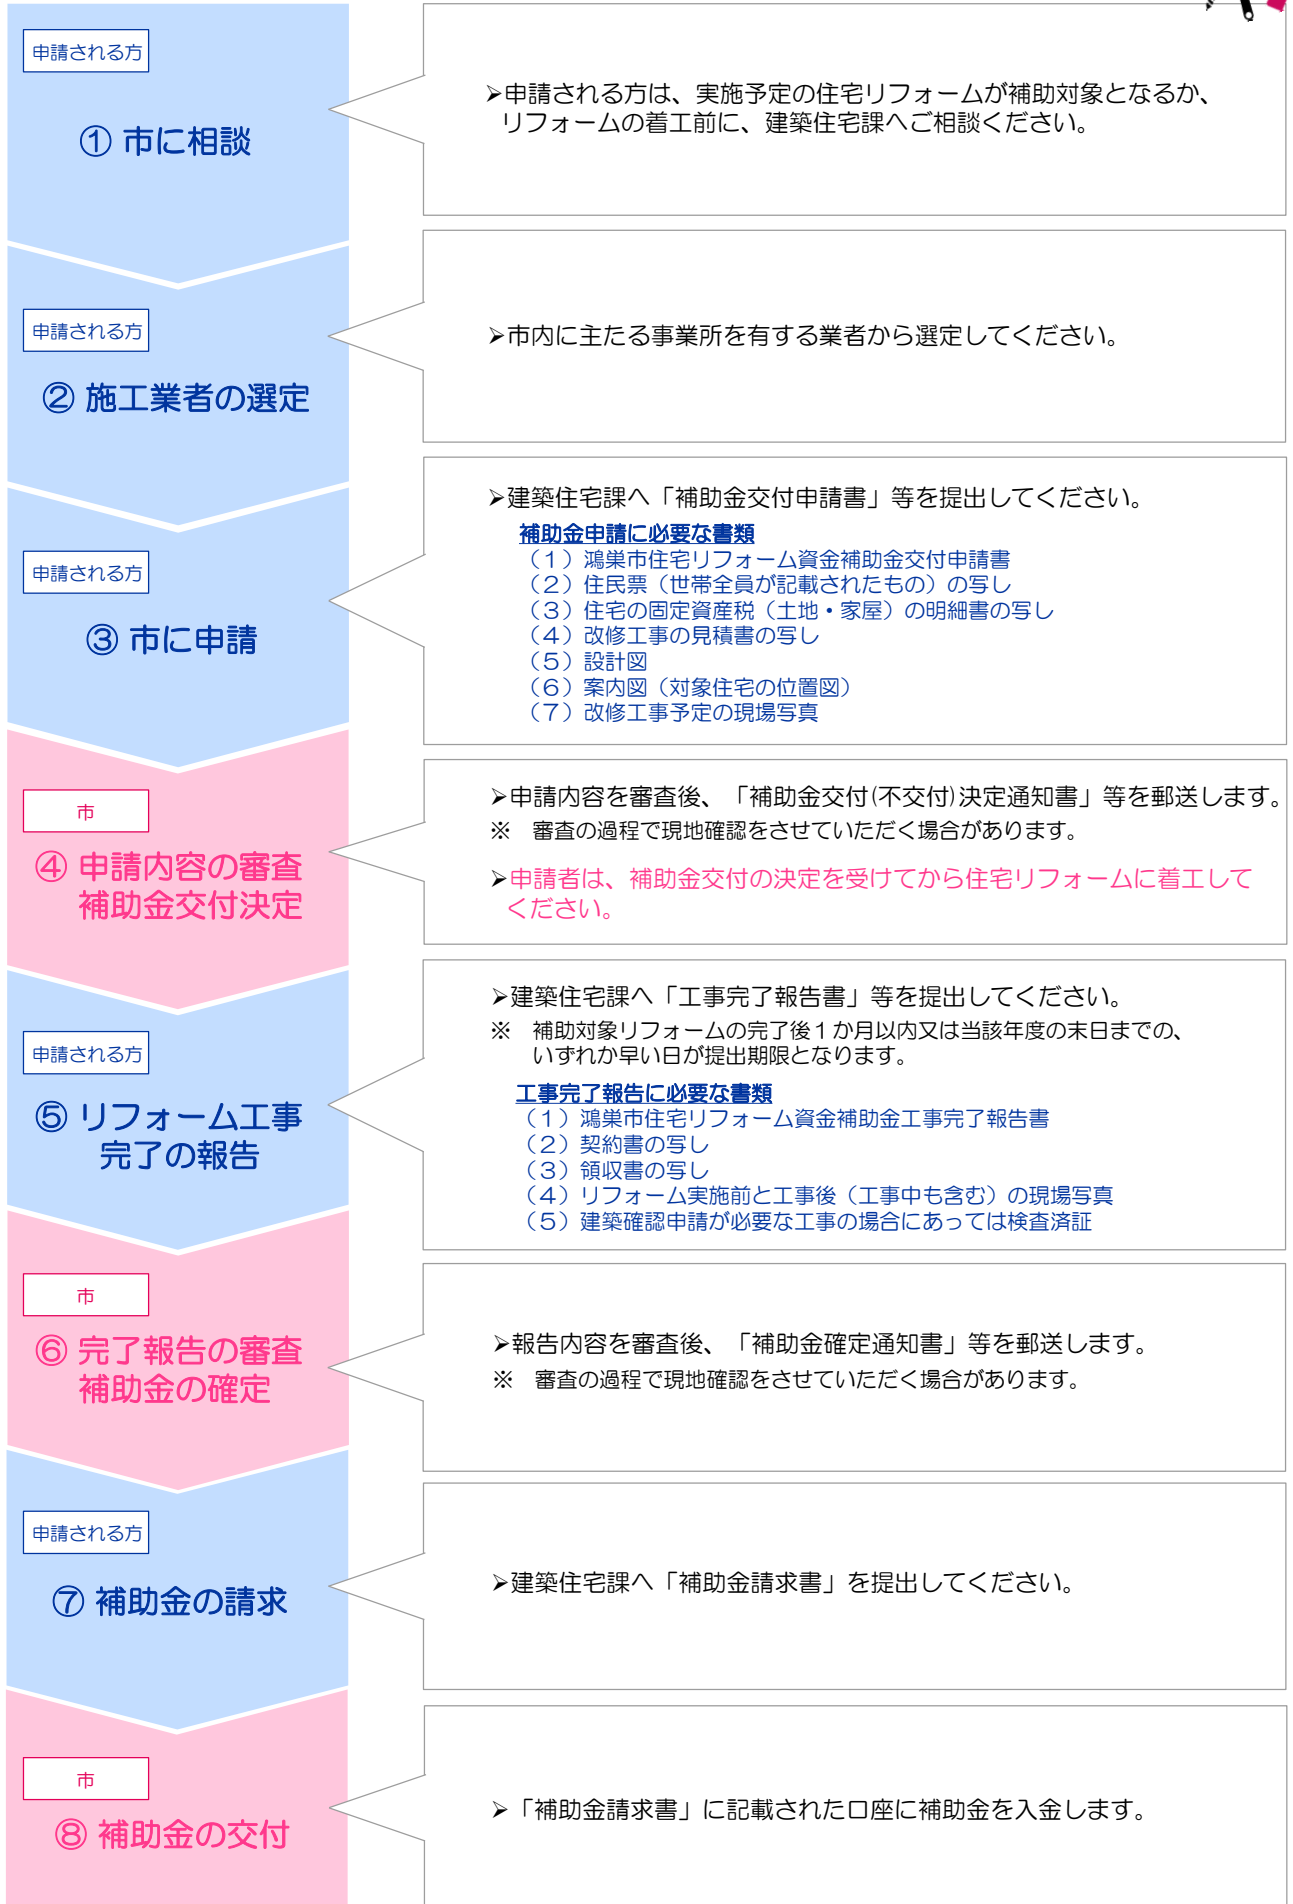 申請される方
① 市に相談
➢申請される方は、実施予定の住宅リフォームが補助対象となるか、
リフォームの着工前に、建築住宅課へご相談ください。
申請される方
② 施工業者の選定
➢市内に主たる事業所を有する業者から選定してください。
申請される方
③ 市に申請
➢建築住宅課へ「補助金交付申請書」等を提出してください。
補助金申請に必要な書類
（１）鴻巣市住宅リフォーム資金補助金交付申請書
（２）住民票（世帯全員が記載されたもの）の写し
（３）住宅の固定資産税（土地・家屋）の明細書の写し
（４）改修工事の見積書の写し
（５）設計図
（６）案内図（対象住宅の位置図）
（７）改修工事予定の現場写真
市
④ 申請内容の審査
補助金交付決定
➢申請内容を審査後、「補助金交付(不交付)決定通知書」等を郵送します。
※　審査の過程で現地確認をさせていただく場合があります。
➢申請者は、補助金交付の決定を受けてから住宅リフォームに着工して
ください。
申請される方
⑤ リフォーム工事
完了の報告
➢建築住宅課へ「工事完了報告書」等を提出してください。
※　補助対象リフォームの完了後１か月以内又は当該年度の末日までの、
いずれか早い日が提出期限となります。
工事完了報告に必要な書類
（１）鴻巣市住宅リフォーム資金補助金工事完了報告書
（２）契約書の写し
（３）領収書の写し
（４）リフォーム実施前と工事後（工事中も含む）の現場写真
（５）建築確認申請が必要な工事の場合にあっては検査済証
市
⑥ 完了報告の審査
補助金の確定
➢報告内容を審査後、「補助金確定通知書」等を郵送します。
※　審査の過程で現地確認をさせていただく場合があります。
申請される方
⑦ 補助金の請求
➢建築住宅課へ「補助金請求書」を提出してください。
市
⑧ 補助金の交付
➢「補助金請求書」に記載された口座に補助金を入金します。